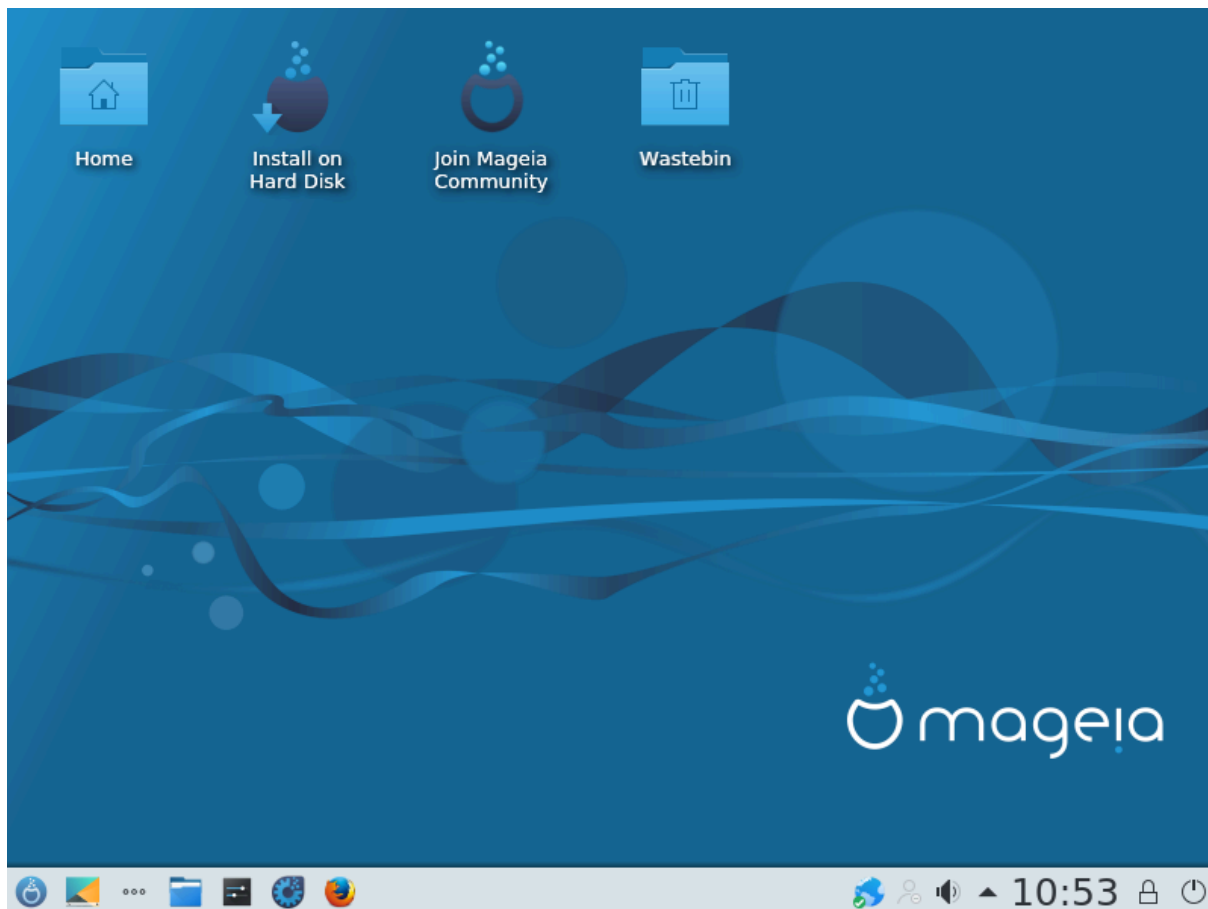 Home
Install on
Hard Disk
Join Mageia
Community
Wastebin
mageia
10:53